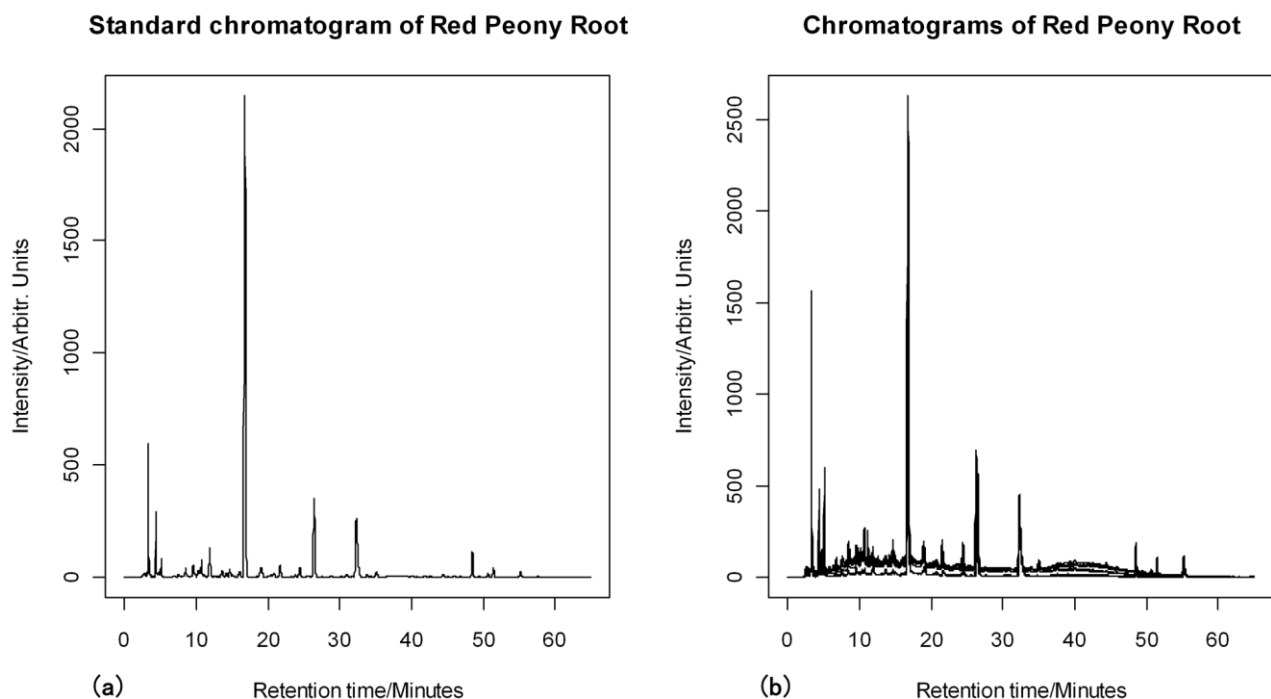 Standard chromatogram of Red Peony Root
Intensity/Arbitr. Units
0
500
1000
1500
2000
0 10 20 30 40 50 60
(a) Retention time/Minutes
Chromatograms of Red Peony Root
Intensity/Arbitr. Units
0
500
1000
1500
2000
2500
0 10 20 30 40 50 60
(b) Retention time/Minutes